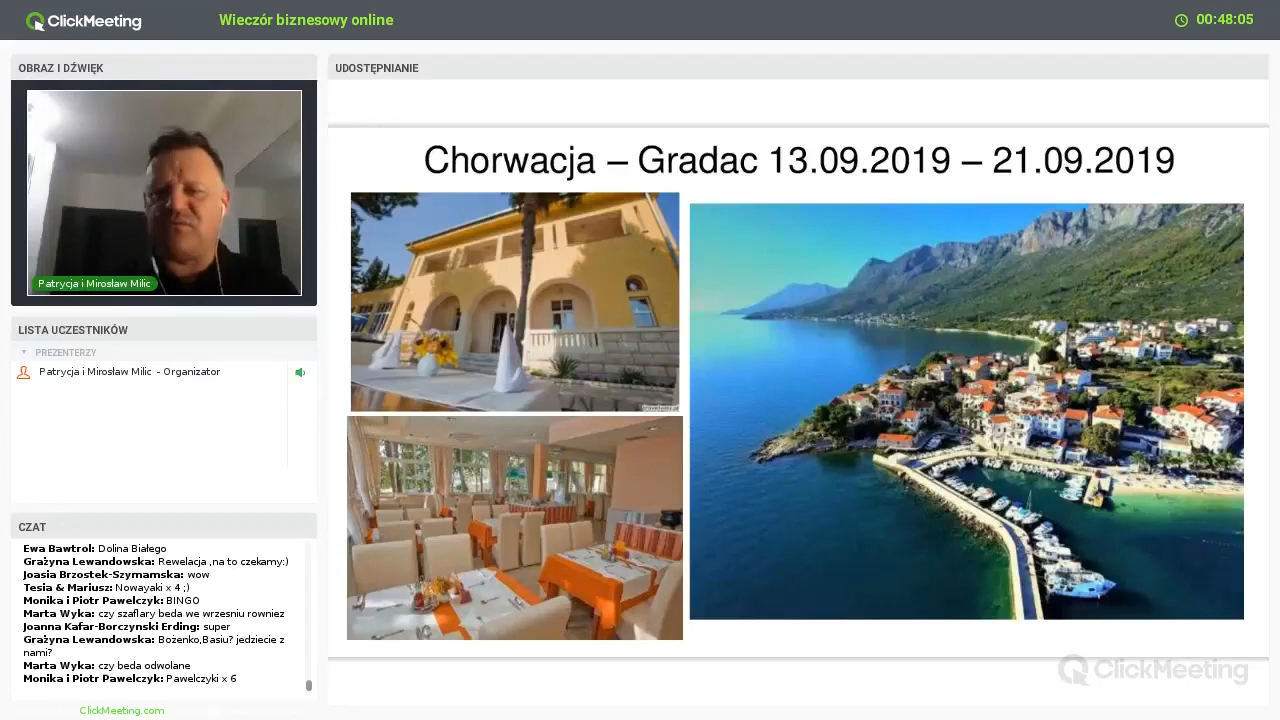 ClickMeeting
Wieczór biznesowy online
00:48:05
OBRAZ I DŹWIĘK
Patrycja i Mirosław Milic
LISTA UCZESTNIKÓW
PREZENTERZY
Patrycja i Mirosław Milic - Organizator
CZAT
Ewa Bawtrol: Dolina Białego
Grażyna Lewandowska: Rewelacja ,na to czekamy:)
Joasia Brzostek-Szymamska: wow
Tesia & Mariusz: Nowayaki x 4 ;)
Monika i Piotr Pawelczyk: BINGO
Marta Wyka: czy szaflary beda we wrzesniu rowniez
Joanna Kafar-Borczynski Erding: super
Grażyna Lewandowska: Bożenko,Basiu? jedziecie z
nami?
Marta Wyka: czy beda odwolane
Monika i Piotr Pawelczyk: Pawelczyki x 6
ClickMeeting.com
UDOSTĘPNIANIE
Chorwacja – Gradac 13.09.2019 – 21.09.2019
ClickMeeting